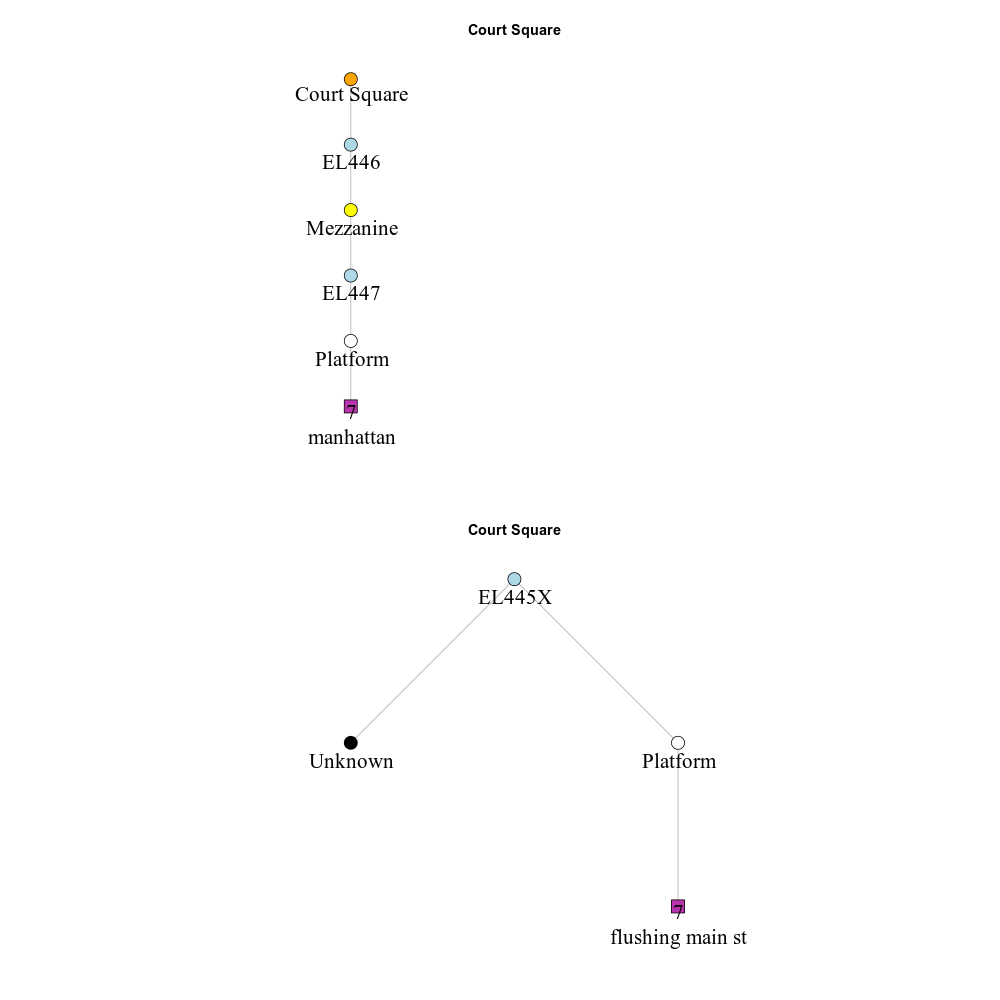 Court Square
Court Square
EL446
Mezzanine
EL447
Platform
7
manhattan
Court Square
EL445X
Unknown
Platform
7
flushing main st